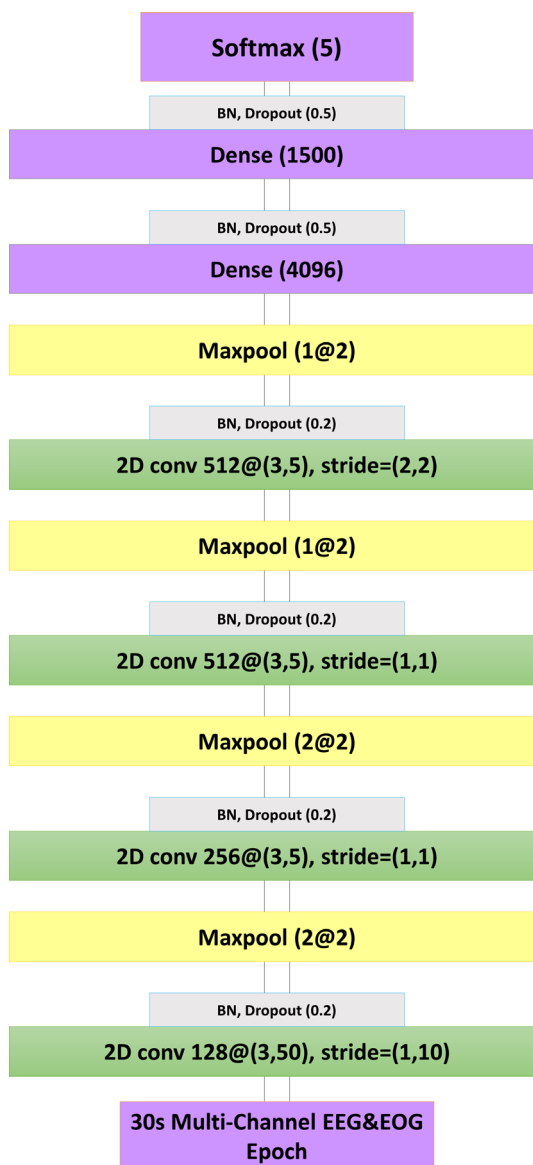 Softmax (5)
BN, Dropout (0.5)
Dense (1500)
BN, Dropout (0.5)
Dense (4096)
Maxpool (1@2)
BN, Dropout (0.2)
2D conv 512@(3,5), stride=(2,2)
Maxpool (1@2)
BN, Dropout (0.2)
2D conv 512@(3,5), stride=(1,1)
Maxpool (2@2)
BN, Dropout (0.2)
2D conv 256@(3,5), stride=(1,1)
Maxpool (2@2)
BN, Dropout (0.2)
2D conv 128@(3,50), stride=(1,10)
30s Multi-Channel EEG&EOG
Epoch